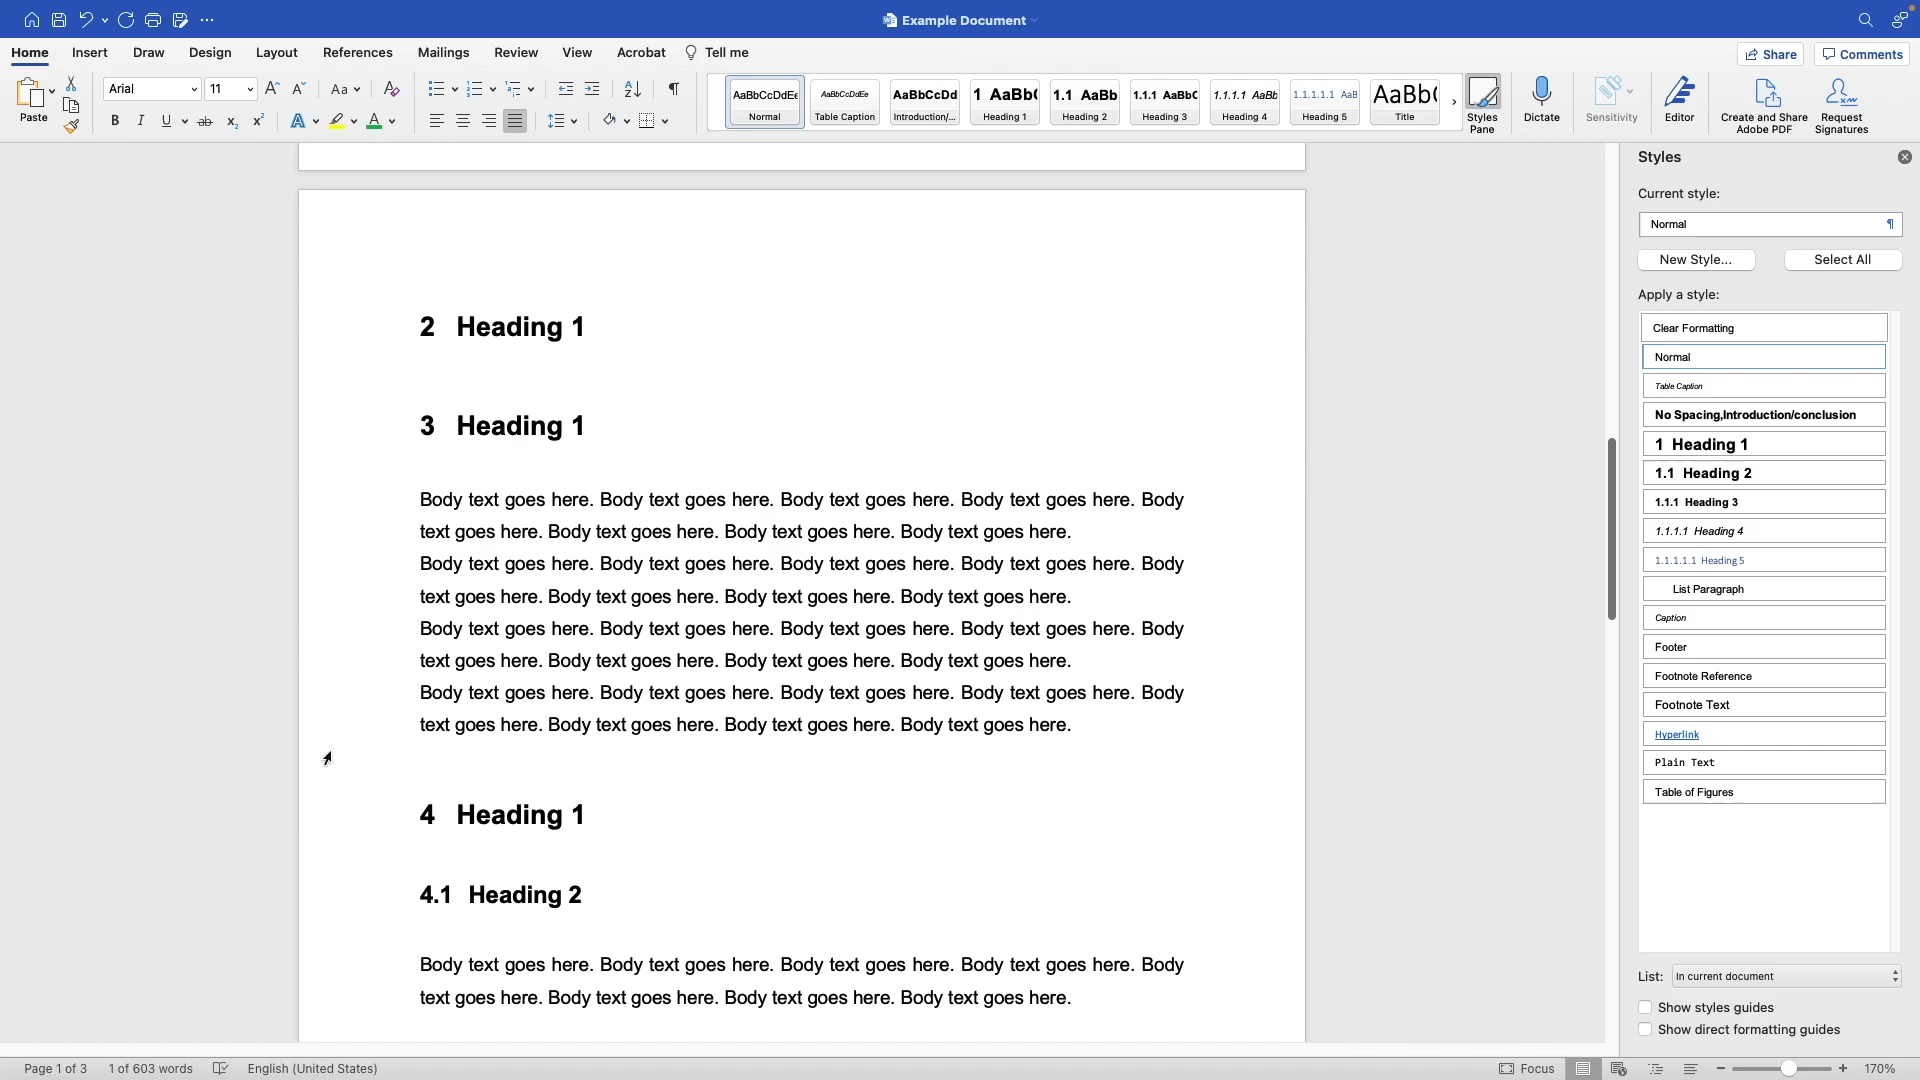 Example Document
Home Insert Draw Design Layout References Mailings Review View Acrobat Tell me
Share Comments
Paste
Arial 11
Aa
B I U ab x₂ x² A A
AaBbCcDdEe Normal
AaBbCcDdEe Table Caption
AaBbCcDd Introduction/...
1 AaBb( Heading 1
1.1 AaBb Heading 2
1.1.1 AaBbC Heading 3
1.1.1.1 AaBb Heading 4
1.1.1.1.1 AaB Heading 5
AaBb( Title
Styles Pane
Dictate
Sensitivity
Editor
Create and Share Adobe PDF
Request Signatures
2 Heading 1
3 Heading 1
Body text goes here. Body text goes here. Body text goes here. Body text goes here. Body
text goes here. Body text goes here. Body text goes here. Body text goes here.
Body text goes here. Body text goes here. Body text goes here. Body text goes here. Body
text goes here. Body text goes here. Body text goes here. Body text goes here.
Body text goes here. Body text goes here. Body text goes here. Body text goes here. Body
text goes here. Body text goes here. Body text goes here. Body text goes here.
Body text goes here. Body text goes here. Body text goes here. Body text goes here. Body
text goes here. Body text goes here. Body text goes here. Body text goes here.
4 Heading 1
4.1 Heading 2
Body text goes here. Body text goes here. Body text goes here. Body text goes here. Body
text goes here. Body text goes here. Body text goes here. Body text goes here.
Styles
Current style:
Normal ¶
New Style... Select All
Apply a style:
Clear Formatting
Normal
Table Caption
No Spacing,Introduction/conclusion
1 Heading 1
1.1 Heading 2
1.1.1 Heading 3
1.1.1.1 Heading 4
1.1.1.1.1 Heading 5
List Paragraph
Caption
Footer
Footnote Reference
Footnote Text
Hyperlink
Plain Text
Table of Figures
List: In current document
Show styles guides
Show direct formatting guides
Page 1 of 3 1 of 603 words English (United States) Focus 170%